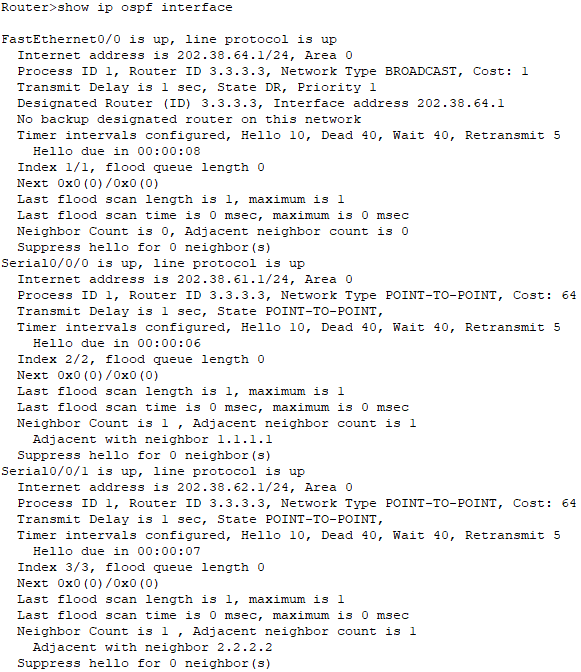 Router>show ip ospf interface

FastEthernet0/0 is up, line protocol is up
  Internet address is 202.38.64.1/24, Area 0
  Process ID 1, Router ID 3.3.3.3, Network Type BROADCAST, Cost: 1
  Transmit Delay is 1 sec, State DR, Priority 1
  Designated Router (ID) 3.3.3.3, Interface address 202.38.64.1
  No backup designated router on this network
  Timer intervals configured, Hello 10, Dead 40, Wait 40, Retransmit 5
    Hello due in 00:00:08
  Index 1/1, flood queue length 0
  Next 0x0(0)/0x0(0)
  Last flood scan length is 1, maximum is 1
  Last flood scan time is 0 msec, maximum is 0 msec
  Neighbor Count is 0, Adjacent neighbor count is 0
  Suppress hello for 0 neighbor(s)
Serial0/0/0 is up, line protocol is up
  Internet address is 202.38.61.1/24, Area 0
  Process ID 1, Router ID 3.3.3.3, Network Type POINT-TO-POINT, Cost: 64
  Transmit Delay is 1 sec, State POINT-TO-POINT,
  Timer intervals configured, Hello 10, Dead 40, Wait 40, Retransmit 5
    Hello due in 00:00:06
  Index 2/2, flood queue length 0
  Next 0x0(0)/0x0(0)
  Last flood scan length is 1, maximum is 1
  Last flood scan time is 0 msec, maximum is 0 msec
  Neighbor Count is 1 , Adjacent neighbor count is 1
    Adjacent with neighbor 1.1.1.1
  Suppress hello for 0 neighbor(s)
Serial0/0/1 is up, line protocol is up
  Internet address is 202.38.62.1/24, Area 0
  Process ID 1, Router ID 3.3.3.3, Network Type POINT-TO-POINT, Cost: 64
  Transmit Delay is 1 sec, State POINT-TO-POINT,
  Timer intervals configured, Hello 10, Dead 40, Wait 40, Retransmit 5
    Hello due in 00:00:07
  Index 3/3, flood queue length 0
  Next 0x0(0)/0x0(0)
  Last flood scan length is 1, maximum is 1
  Last flood scan time is 0 msec, maximum is 0 msec
  Neighbor Count is 1 , Adjacent neighbor count is 1
    Adjacent with neighbor 2.2.2.2
  Suppress hello for 0 neighbor(s)